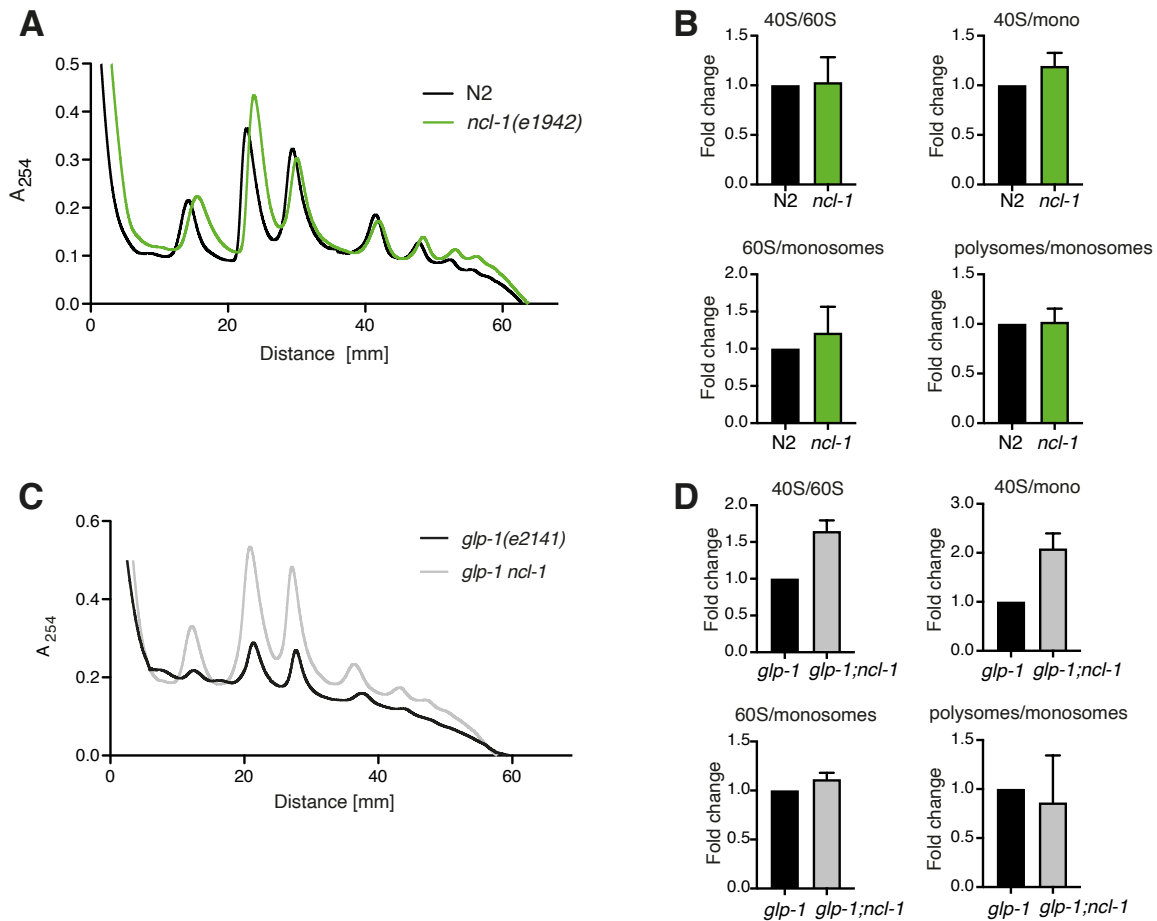 A
0.5
0.4
0.3
0.2
0.1
0.0
A254
0
20
40
60
Distance [mm]
N2
ncl-1(e1942)
B
40S/60S
1.5
1.0
0.5
0.0
Fold change
N2 ncl-1
40S/mono
1.5
1.0
0.5
0.0
Fold change
N2 ncl-1
60S/monosomes
2.0
1.5
1.0
0.5
0.0
Fold change
N2 ncl-1
polysomes/monosomes
1.5
1.0
0.5
0.0
Fold change
N2 ncl-1
C
0.6
0.4
0.2
0.0
A254
0
20
40
60
Distance [mm]
glp-1(e2141)
glp-1 ncl-1
D
40S/60S
2.0
1.5
1.0
0.5
0.0
Fold change
glp-1 glp-1;ncl-1
40S/mono
3.0
2.0
1.0
0.0
Fold change
glp-1 glp-1;ncl-1
60S/monosomes
1.5
1.0
0.5
0.0
Fold change
glp-1 glp-1;ncl-1
polysomes/monosomes
1.5
1.0
0.5
0.0
Fold change
glp-1 glp-1;ncl-1